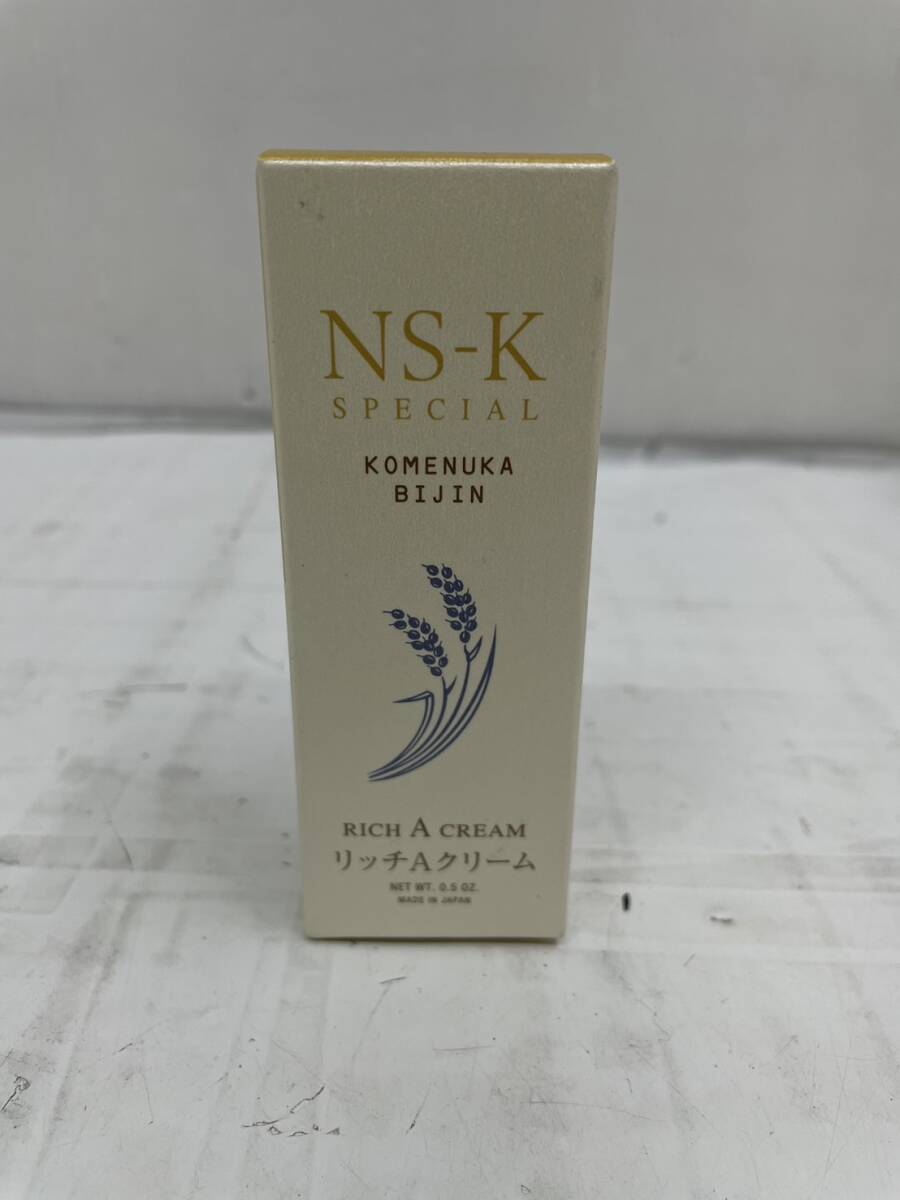 NS-K
SPECIAL
KOMENUKA
BIJIN
RICH A CREAM
リッチAクリーム
NET WT. 0.5 OZ.
MADE IN JAPAN